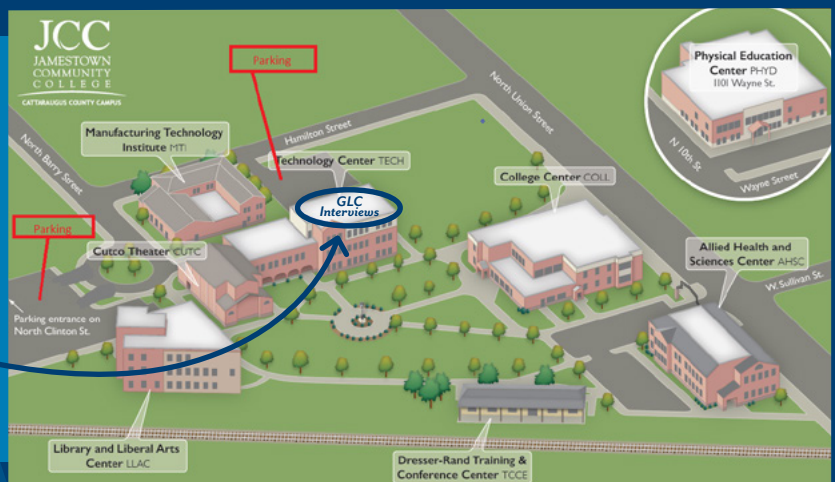 JCC
JAMESTOWN
COMMUNITY
COLLEGE
CATTARAUGUS COUNTY CAMPUS
Parking
Physical Education
Center PHYD
1101 Wayne St.
North Union Street
N 10th St
Wayne Street
North Barry Street
Manufacturing Technology
Institute MTI
Hamilton Street
Technology Center TECH
College Center COLL
GLC
Interviews
Parking
Cutco Theater CUTC
Allied Health and
Sciences Center AHSC
W. Sullivan St.
Parking entrance on
North Clinton St.
Library and Liberal Arts
Center LLAC
Dresser-Rand Training &
Conference Center TCCE